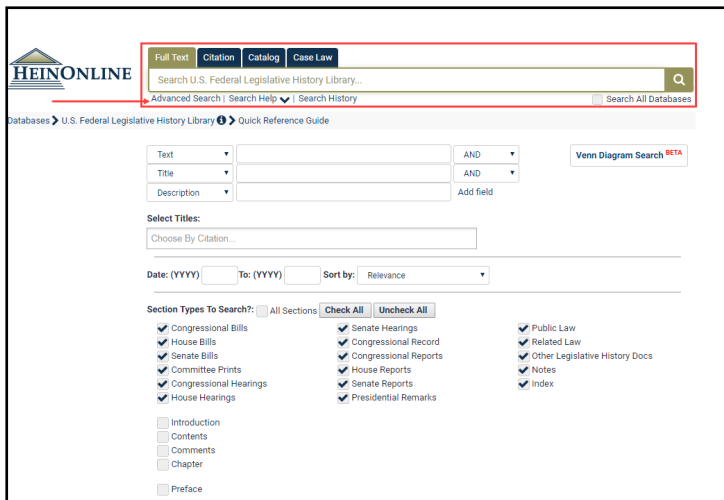 HEINONLINE
Full Text Citation Catalog Case Law
Search U.S. Federal Legislative History Library...
Advanced Search | Search Help | Search History
Search All Databases
Databases U.S. Federal Legislative History Library Quick Reference Guide
Text AND Venn Diagram Search BETA
Title AND
Description Add field
Select Titles:
Choose By Citation...
Date: (YYYY) To: (YYYY) Sort by: Relevance
Section Types To Search?: All Sections Check All Uncheck All
Congressional Bills Senate Hearings Public Law
House Bills Congressional Record Related Law
Senate Bills Congressional Reports Other Legislative History Docs
Committee Prints House Reports Notes
Congressional Hearings Senate Reports Index
House Hearings Presidential Remarks
Introduction
Contents
Comments
Chapter
Preface